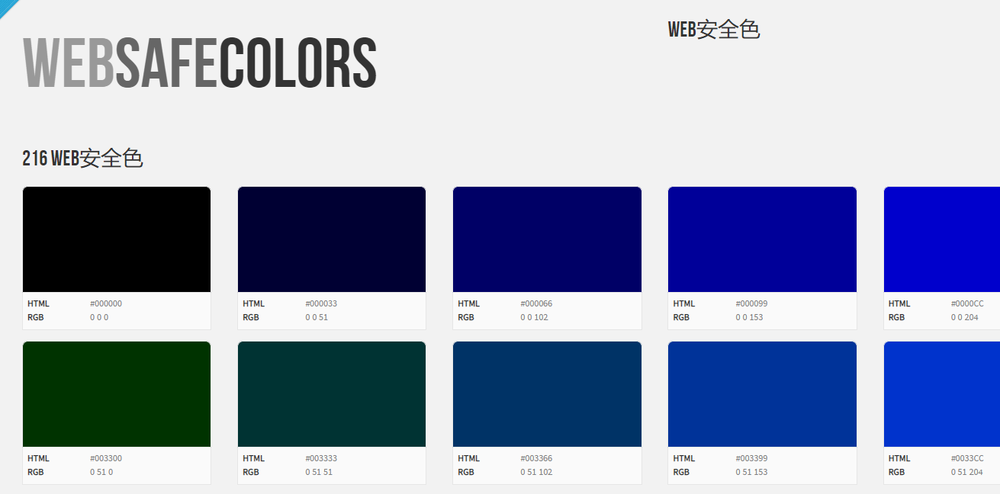 WEB安全色
WEBSAFECOLORS
216 WEB安全色
HTML #000000
RGB 0 0 0
HTML #000033
RGB 0 0 51
HTML #000066
RGB 0 0 102
HTML #000099
RGB 0 0 153
HTML #0000CC
RGB 0 0 204
HTML #003300
RGB 0 51 0
HTML #003333
RGB 0 51 51
HTML #003366
RGB 0 51 102
HTML #003399
RGB 0 51 153
HTML #0033CC
RGB 0 51 204